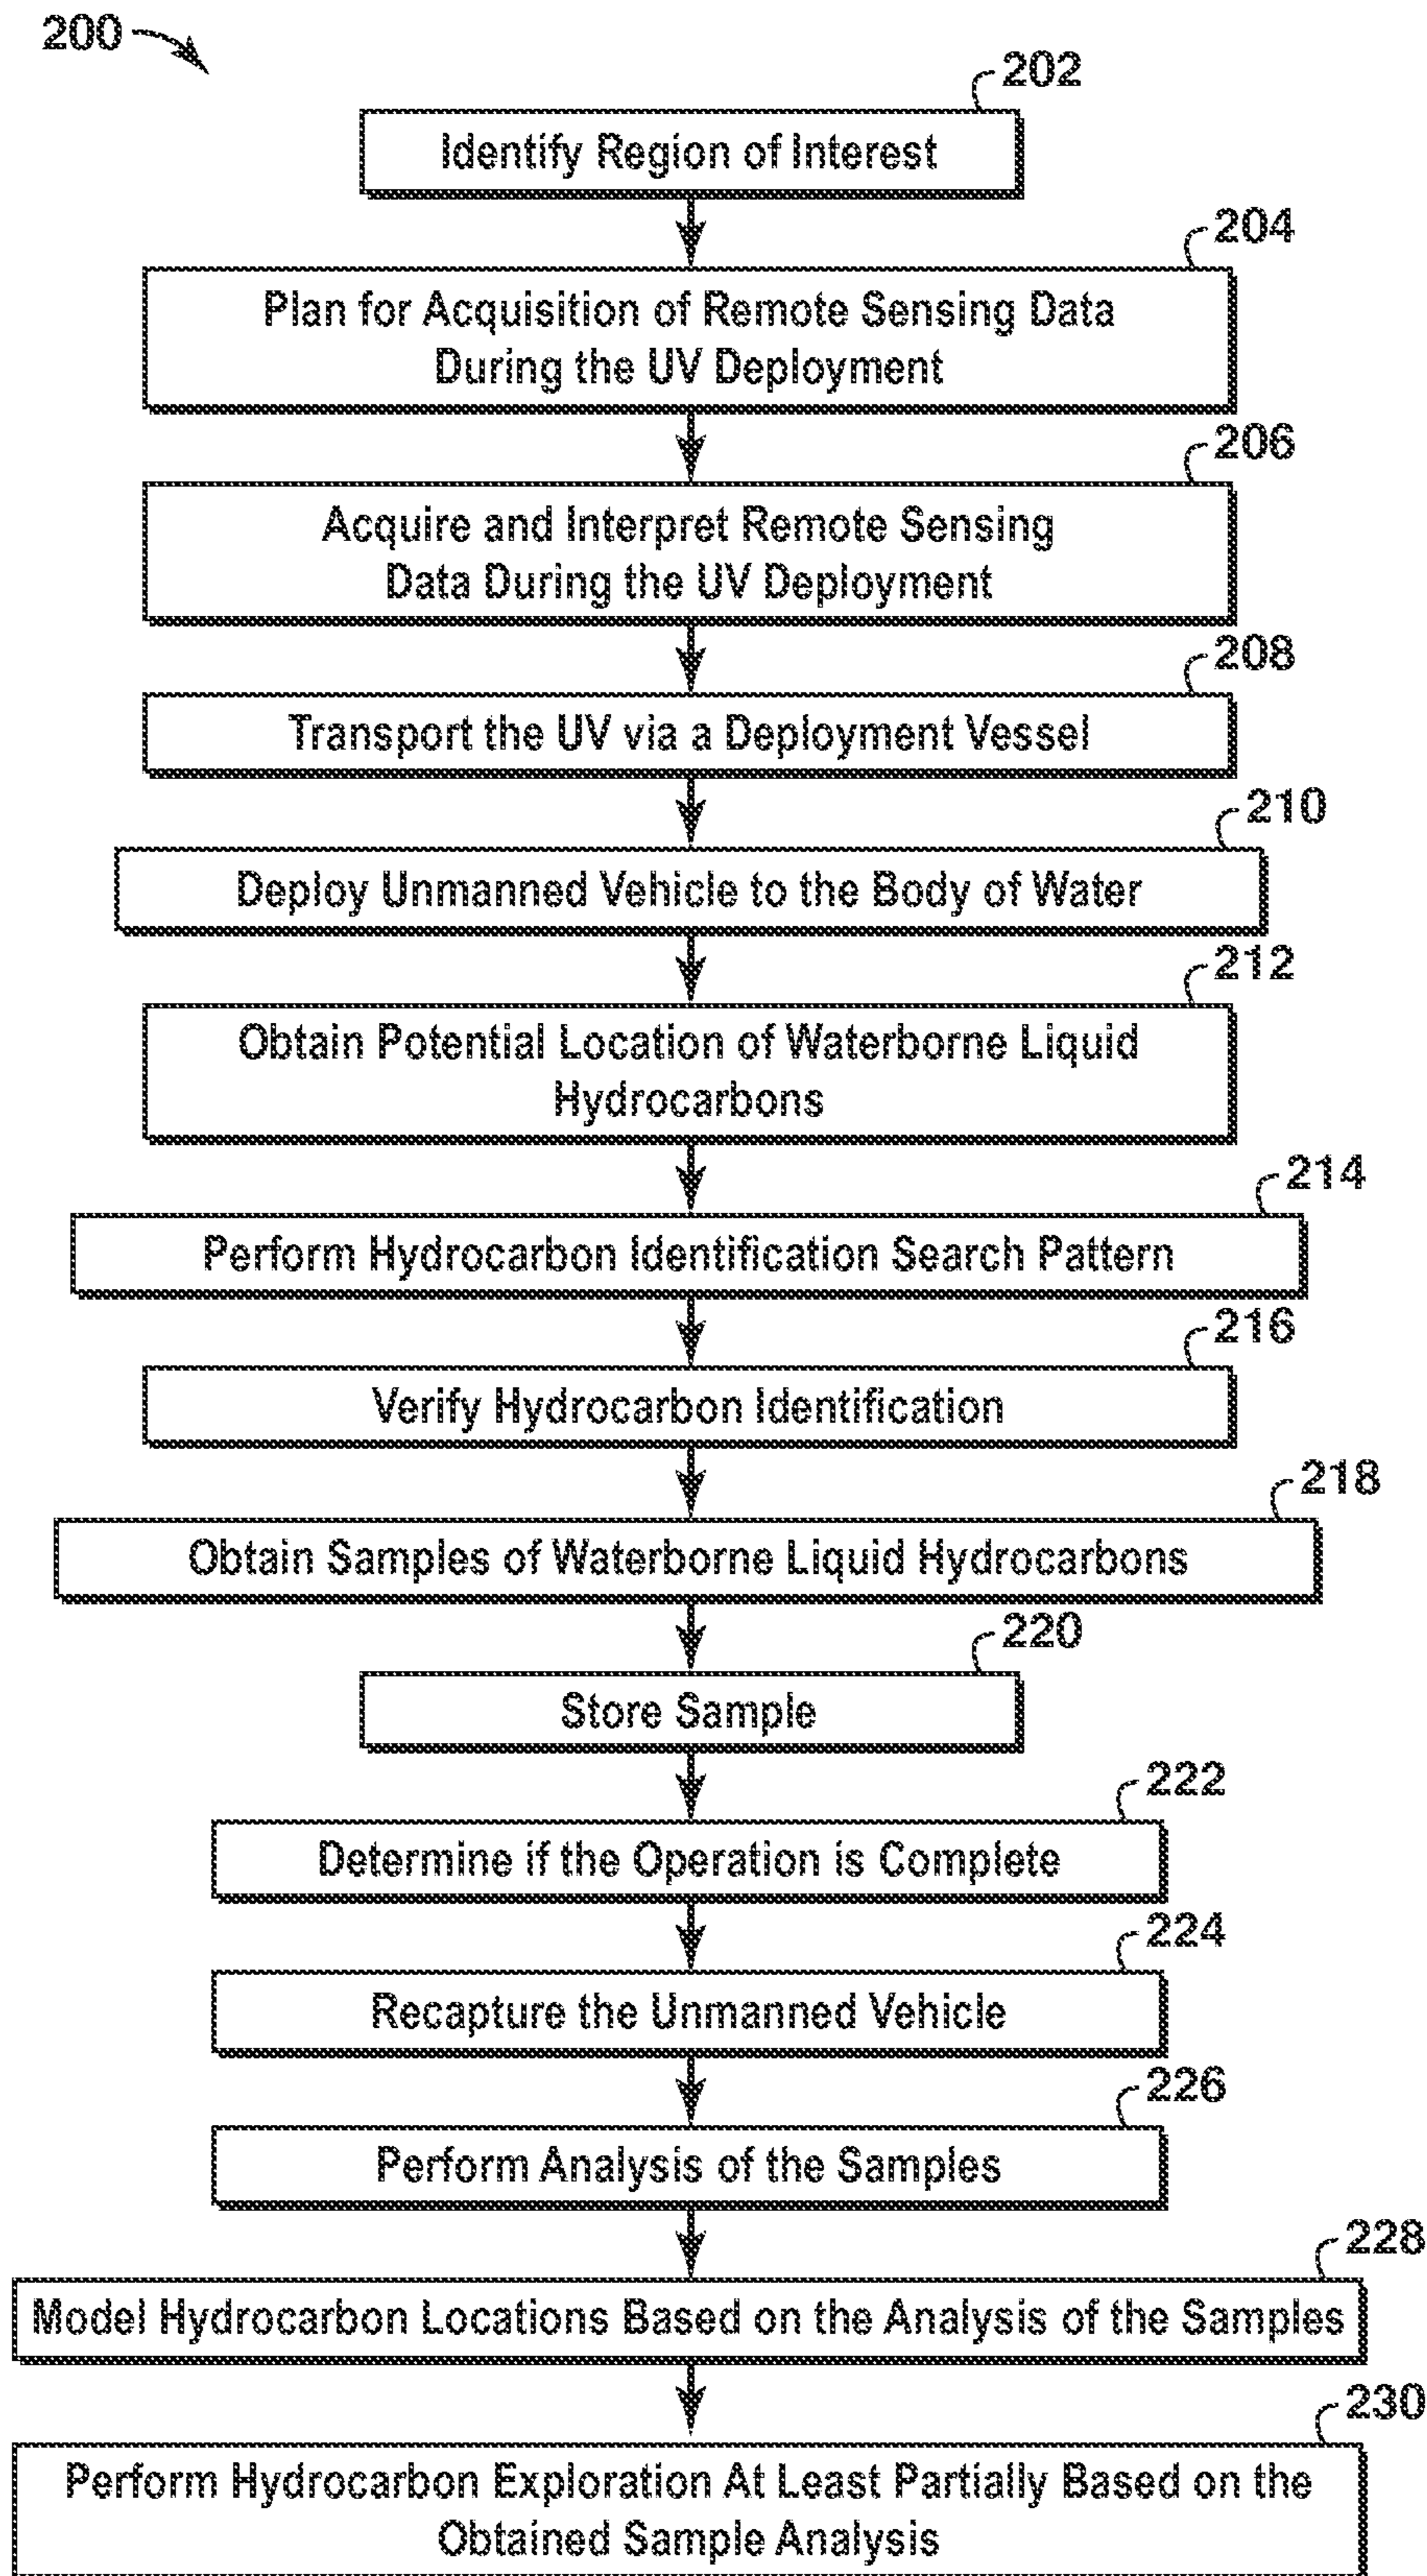 200
202
Identify Region of Interest
204
Plan for Acquisition of Remote Sensing Data
During the UV Deployment
206
Acquire and Interpret Remote Sensing
Data During the UV Deployment
208
Transport the UV via a Deployment Vessel
210
Deploy Unmanned Vehicle to the Body of Water
212
Obtain Potential Location of Waterborne Liquid
Hydrocarbons
214
Perform Hydrocarbon Identification Search Pattern
216
Verify Hydrocarbon Identification
218
Obtain Samples of Waterborne Liquid Hydrocarbons
220
Store Sample
222
Determine if the Operation is Complete
224
Recapture the Unmanned Vehicle
226
Perform Analysis of the Samples
228
Model Hydrocarbon Locations Based on the Analysis of the Samples
230
Perform Hydrocarbon Exploration At Least Partially Based on the
Obtained Sample Analysis